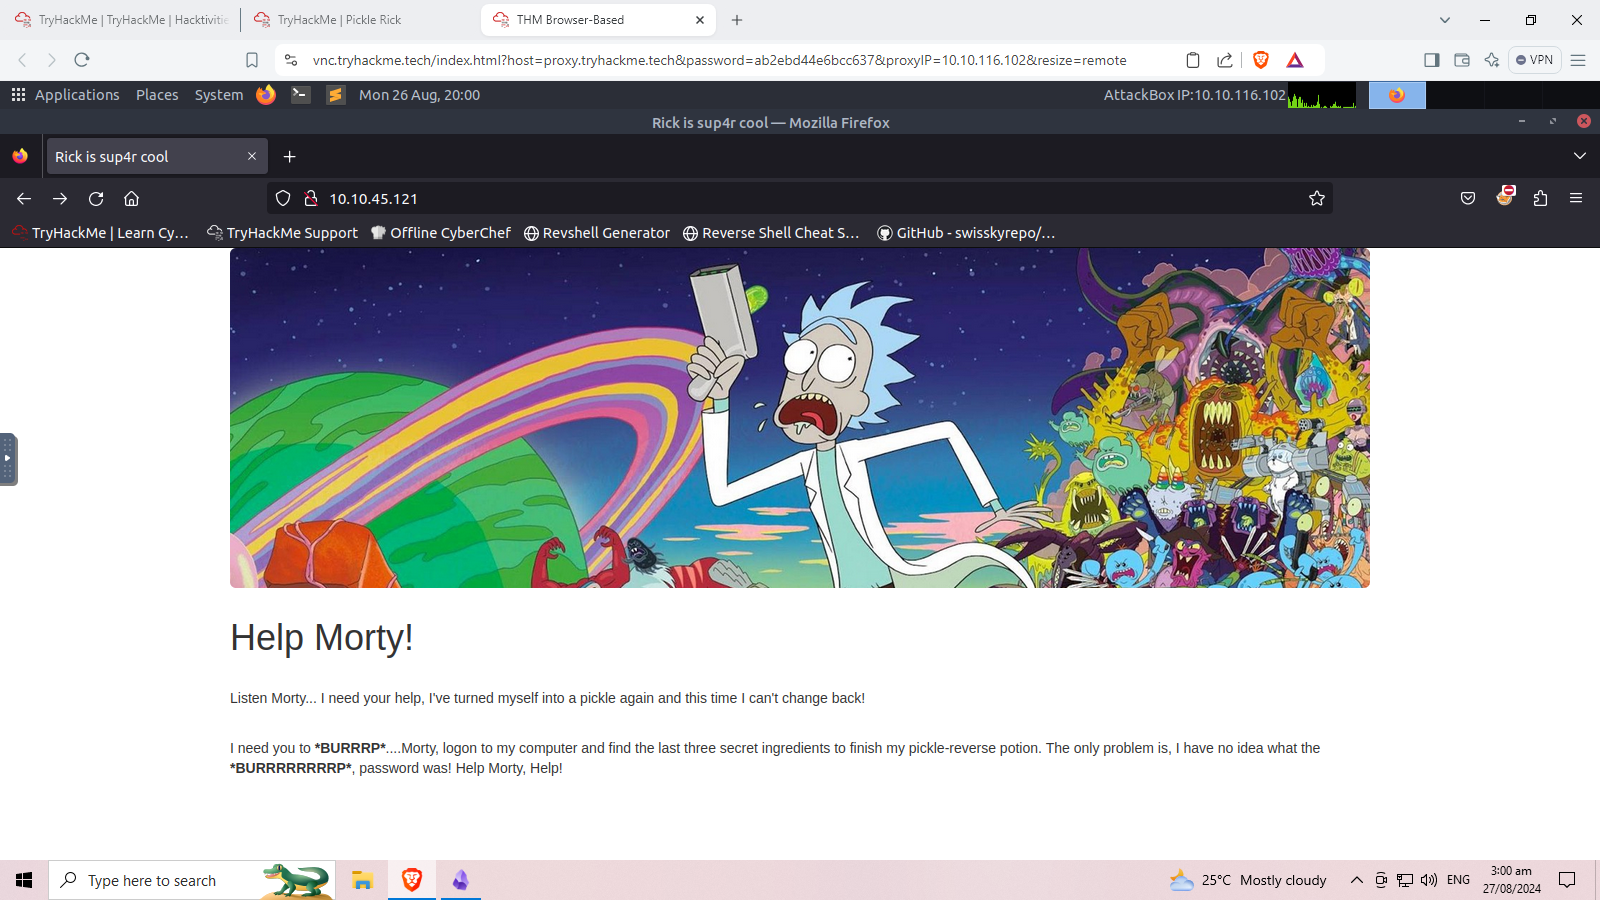 TryHackMe | TryHackMe | Hacktivitie
TryHackMe | Pickle Rick
THM Browser-Based
vnc.tryhackme.tech/index.html?host=proxy.tryhackme.tech&password=ab2ebd44e6bcc637&proxyIP=10.10.116.102&resize=remote
VPN
Applications Places System Mon 26 Aug, 20:00 AttackBox IP:10.10.116.102
Rick is sup4r cool — Mozilla Firefox
Rick is sup4r cool
10.10.45.121
TryHackMe | Learn Cy... TryHackMe Support Offline CyberChef Revshell Generator Reverse Shell Cheat S... GitHub - swisskyrepo/...
Help Morty!
Listen Morty... I need your help, I've turned myself into a pickle again and this time I can't change back!
I need you to *BURRRP*....Morty, logon to my computer and find the last three secret ingredients to finish my pickle-reverse potion. The only problem is, I have no idea what the
*BURRRRRRRRP*, password was! Help Morty, Help!
Type here to search
25°C Mostly cloudy
ENG
3:00 am
27/08/2024